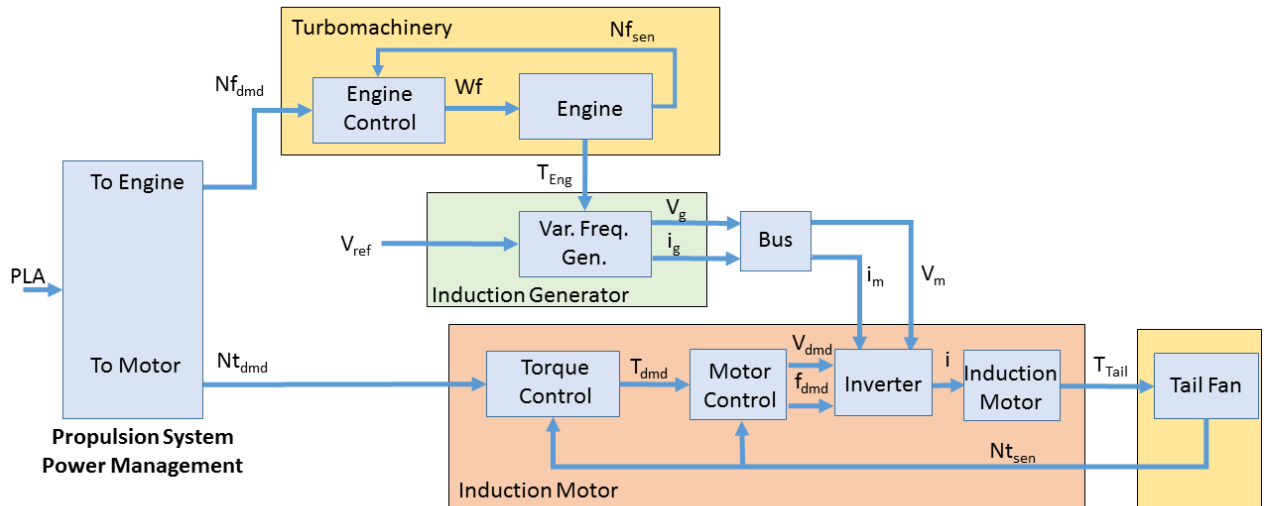 Turbomachinery
Nf_sen
Nf_dmd
Engine
Control
Wf
Engine
To Engine
T_Eng
V_g
Var. Freq.
Gen.
i_g
Bus
V_ref
PLA
i_m
V_m
Induction Generator
To Motor
Nt_dmd
Torque
Control
T_dmd
Motor
Control
V_dmd
f_dmd
Inverter
i
Induction
Motor
T_Tail
Tail Fan
Propulsion System
Power Management
Nt_sen
Induction Motor